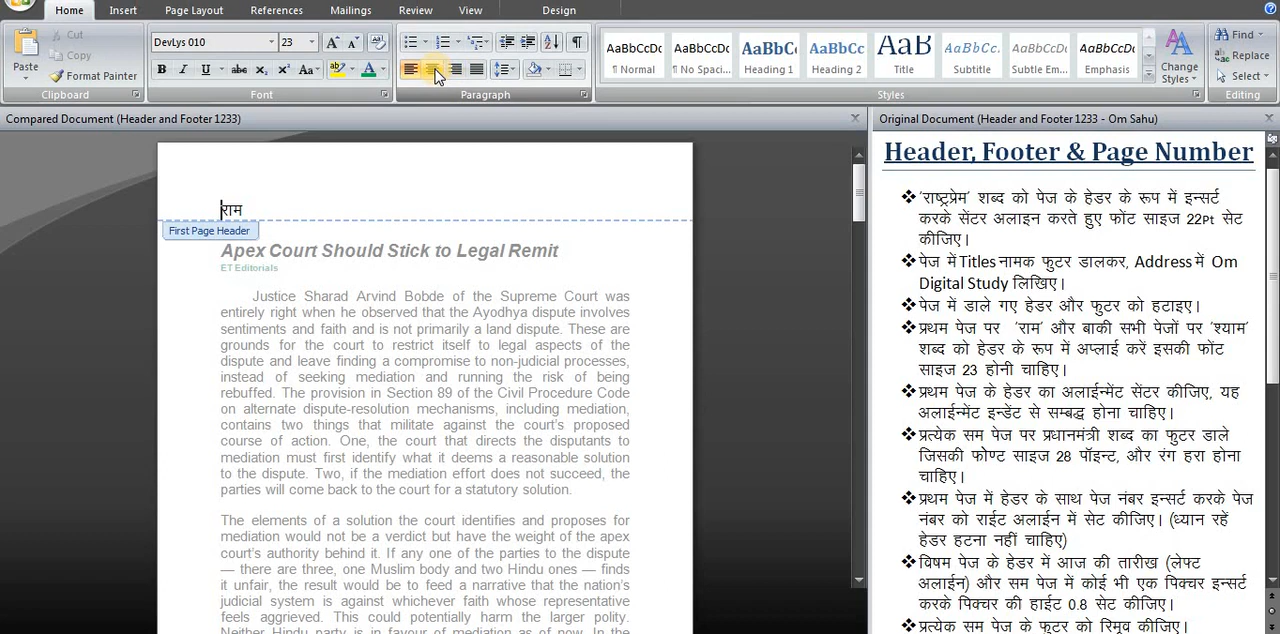 Home Insert Page Layout References Mailings Review View Design
Cut
Copy
Format Painter
Paste
Clipboard
DevLys 010 23
Font
Paragraph
AaBbCcDc AaBbCcDc AaBbC AaBbCc AaB AaBbCc. AaBbCcDc AaBbCcDc
¶ Normal ¶ No Spaci... Heading 1 Heading 2 Title Subtitle Subtle Em... Emphasis
Styles
Change
Styles
Find
Replace
Select
Editing
Compared Document (Header and Footer 1233)
राम
First Page Header
Apex Court Should Stick to Legal Remit
ET Editorials
Justice Sharad Arvind Bobde of the Supreme Court was
entirely right when he observed that the Ayodhya dispute involves
sentiments and faith and is not primarily a land dispute. These are
grounds for the court to restrict itself to legal aspects of the
dispute and leave finding a compromise to non-judicial processes,
instead of seeking mediation and running the risk of being
rebuffed. The provision in Section 89 of the Civil Procedure Code
on alternate dispute-resolution mechanisms, including mediation,
contains two things that militate against the court's proposed
course of action. One, the court that directs the disputants to
mediation must first identify what it deems a reasonable solution
to the dispute. Two, if the mediation effort does not succeed, the
parties will come back to the court for a statutory solution.
The elements of a solution the court identifies and proposes for
mediation would not be a verdict but have the weight of the apex
court's authority behind it. If any one of the parties to the dispute
— there are three, one Muslim body and two Hindu ones — finds
it unfair, the result would be to feed a narrative that the nation's
judicial system is against whichever faith whose representative
feels aggrieved. This could potentially harm the larger polity.
Neither Hindu party is in favour of mediation as of now. In the
Original Document (Header and Footer 1233 - Om Sahu)
Header, Footer & Page Number
❖'राष्ट्रप्रेम' शब्द को पेज के हेडर के रूप में इन्सर्ट
करके सेंटर अलाइन करते हुए फोंट साइज 22Pt सेट
कीजिए।
❖पेज में Titles नामक फुटर डालकर, Address में Om
Digital Study लिखिए।
❖पेज में डाले गए हेडर और फुटर को हटाइए।
❖प्रथम पेज पर 'राम' और बाकी सभी पेजों पर 'श्याम'
शब्द को हेडर के रूप में अप्लाई करें इसकी फोंट
साइज 23 होनी चाहिए।
❖प्रथम पेज के हेडर का अलाईन्मेंट सेंटर कीजिए, यह
अलाईन्मेंट इन्डेंट से सम्बद्ध होना चाहिए।
❖प्रत्येक सम पेज पर प्रधानमंत्री शब्द का फुटर डाले
जिसकी फोण्ट साइज 28 पॉइन्ट, और रंग हरा होना
चाहिए।
❖प्रथम पेज में हेडर के साथ पेज नंबर इन्सर्ट करके पेज
नंबर को राईट अलाईन में सेट कीजिए। (ध्यान रहें
हेडर हटना नहीं चाहिए)
❖विषम पेज के हेडर में आज की तारीख (लेफ्ट
अलाईन) और सम पेज में कोई भी एक पिक्चर इन्सर्ट
करके पिक्चर की हाईट 0.8 सेट कीजिए।
❖प्रत्येक सम पेज के फुटर को रिमूव कीजिए।